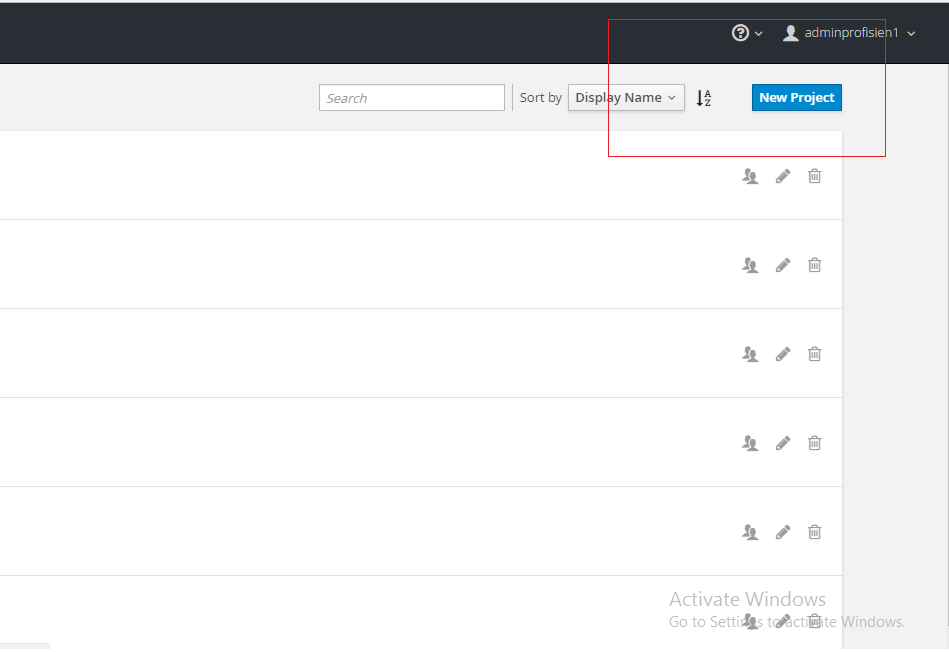 adminprofisien1
Search
Sort by
Display Name
A
Z
New Project
Activate Windows
Go to Settings to activate Windows.